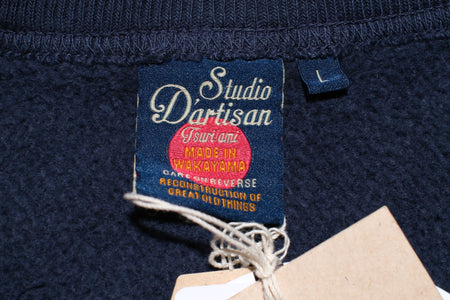 Studio
D'artisan
Tsuri ami
MADE IN
WAKAYAMA
CARE ON REVERSE
RECONSTRUCTION OF
GREAT OLD THINGS
L